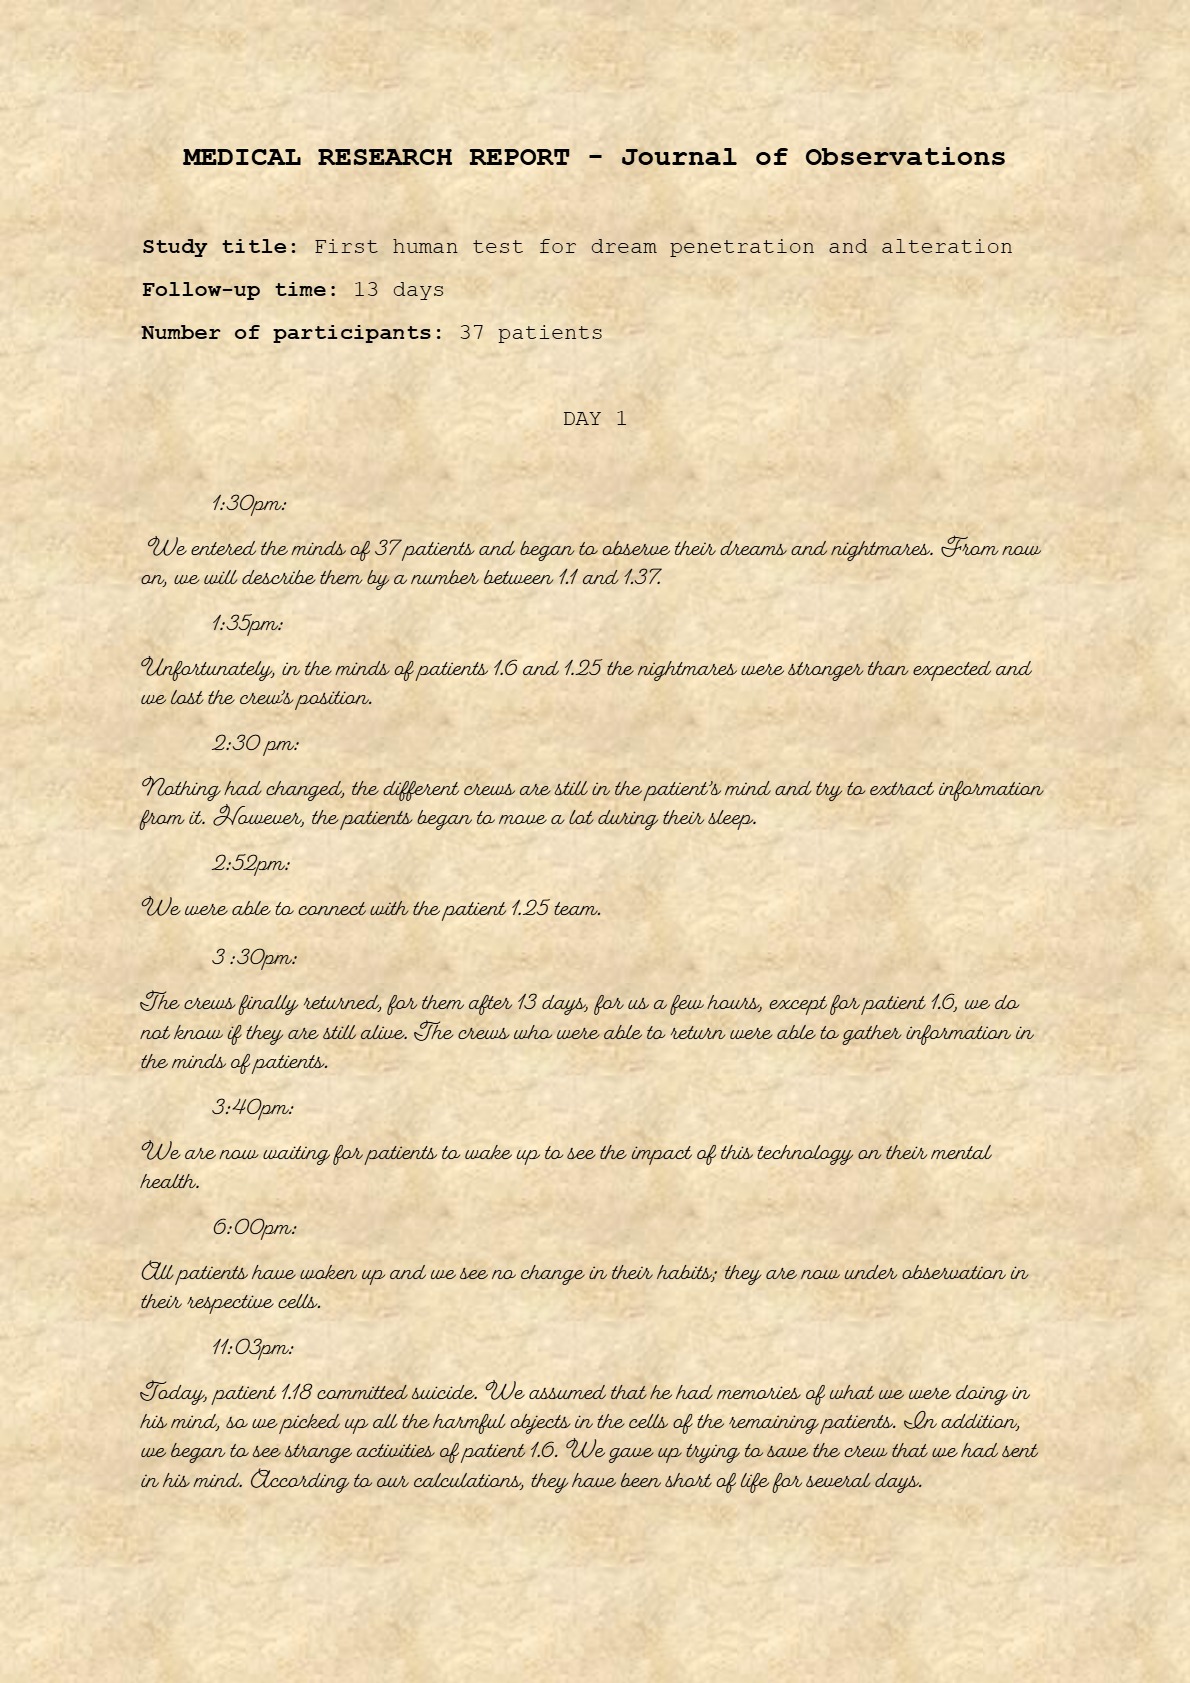 MEDICAL RESEARCH REPORT - Journal of Observations
Study title: First human test for dream penetration and alteration
Follow-up time: 13 days
Number of participants: 37 patients
DAY 1
1:30pm:
We entered the minds of 37 patients and began to observe their dreams and nightmares. From now
on, we will describe them by a number between 1.1 and 1.37.
1:35pm:
Unfortunately, in the minds of patients 1.6 and 1.25 the nightmares were stronger than expected and
we lost the crew's position.
2:30 pm:
Nothing had changed, the different crews are still in the patient's mind and try to extract information
from it. However, the patients began to move a lot during their sleep.
2:52pm:
We were able to connect with the patient 1.25 team.
3 :30pm:
The crews finally returned, for them after 13 days, for us a few hours, except for patient 1.6, we do
not know if they are still alive. The crews who were able to return were able to gather information in
the minds of patients.
3:40pm:
We are now waiting for patients to wake up to see the impact of this technology on their mental
health.
6:00pm:
All patients have woken up and we see no change in their habits; they are now under observation in
their respective cells.
11:03pm:
Today, patient 1.18 committed suicide. We assumed that he had memories of what we were doing in
his mind, so we picked up all the harmful objects in the cells of the remaining patients. In addition,
we began to see strange activities of patient 1.6. We gave up trying to save the crew that we had sent
in his mind. According to our calculations, they have been short of life for several days.